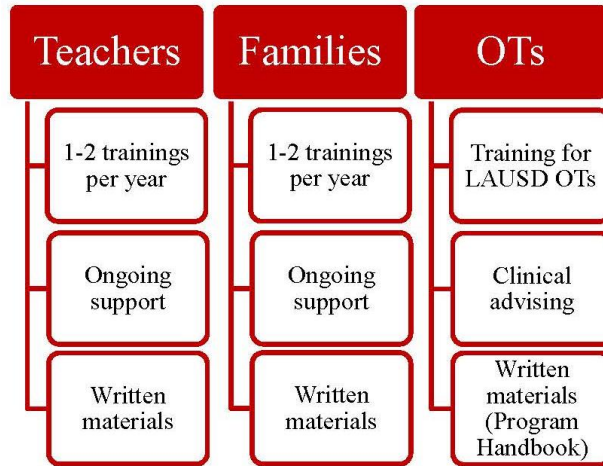 Teachers
1-2 trainings
per year
Ongoing
support
Written
materials
Families
1-2 trainings
per year
Ongoing
support
Written
materials
OTs
Training for
LAUSD OTs
Clinical
advising
Written
materials
(Program
Handbook)